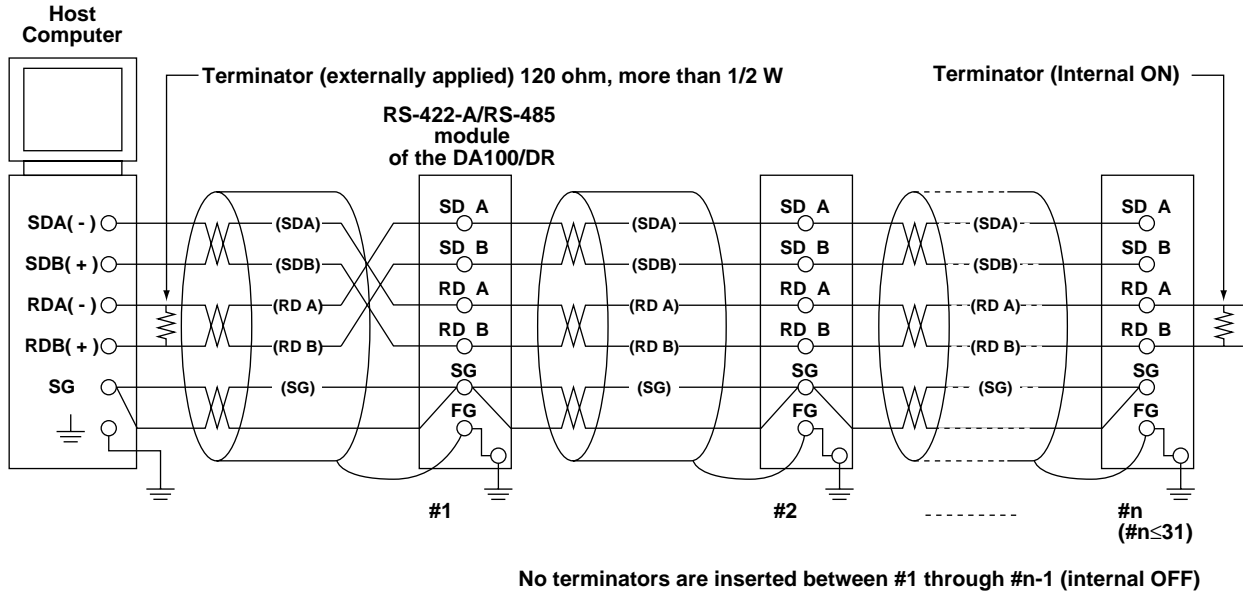 Host
Computer
Terminator (externally applied) 120 ohm, more than 1/2 W
Terminator (Internal ON)
RS-422-A/RS-485
module
of the DA100/DR
SDA( - )
(SDA)
SD A
(SDA)
SD A
(SDA)
SD A
SDB( + )
(SDB)
SD B
(SDB)
SD B
(SDB)
SD B
RDA( - )
(RD A)
RD A
(RD A)
RD A
(RD A)
RD A
RDB( + )
(RD B)
RD B
(RD B)
RD B
(RD B)
RD B
SG
(SG)
SG
(SG)
SG
(SG)
SG
FG
FG
FG
#1
#2
#n
(#n≤31)
No terminators are inserted between #1 through #n-1 (internal OFF)